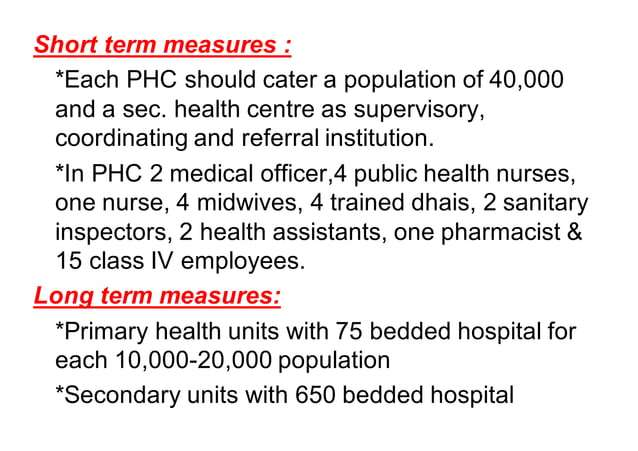 Short term measures :
*Each PHC should cater a population of 40,000
and a sec. health centre as supervisory,
coordinating and referral institution.
*In PHC 2 medical officer,4 public health nurses,
one nurse, 4 midwives, 4 trained dhais, 2 sanitary
inspectors, 2 health assistants, one pharmacist &
15 class IV employees.
Long term measures:
*Primary health units with 75 bedded hospital for
each 10,000-20,000 population
*Secondary units with 650 bedded hospital